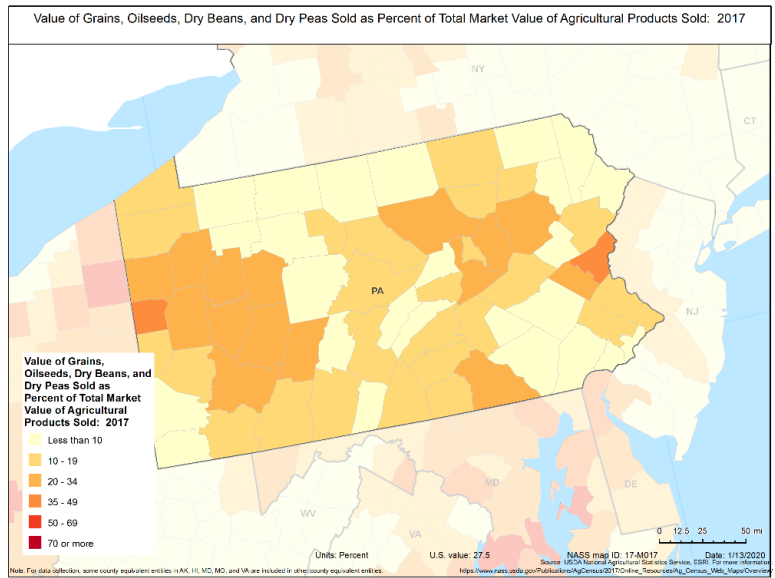 Value of Grains, Oilseeds, Dry Beans, and Dry Peas Sold as Percent of Total Market Value of Agricultural Products Sold: 2017
NY
CT
PA
NJ
Value of Grains,
Oilseeds, Dry Beans, and
Dry Peas Sold as
Percent of Total Market
Value of Agricultural
Products Sold: 2017
Less than 10
10 - 19
20 - 34
35 - 49
50 - 69
70 or more
MD
DE
WV
VA
0 12.5 25 50 mi
Units: Percent
U.S. value: 27.5
NASS map ID: 17-M017
Date: 1/13/2020
Source: USDA National Agricultural Statistics Service, ESRI. For more information
Note: For data collection, some county equivalent entities in AK, HI, MD, MO, and VA are included in other county equivalent entities.
https://www.nass.usda.gov/Publications/AgCensus/2017/Online_Resources/Ag_Census_Web_Maps/Overview